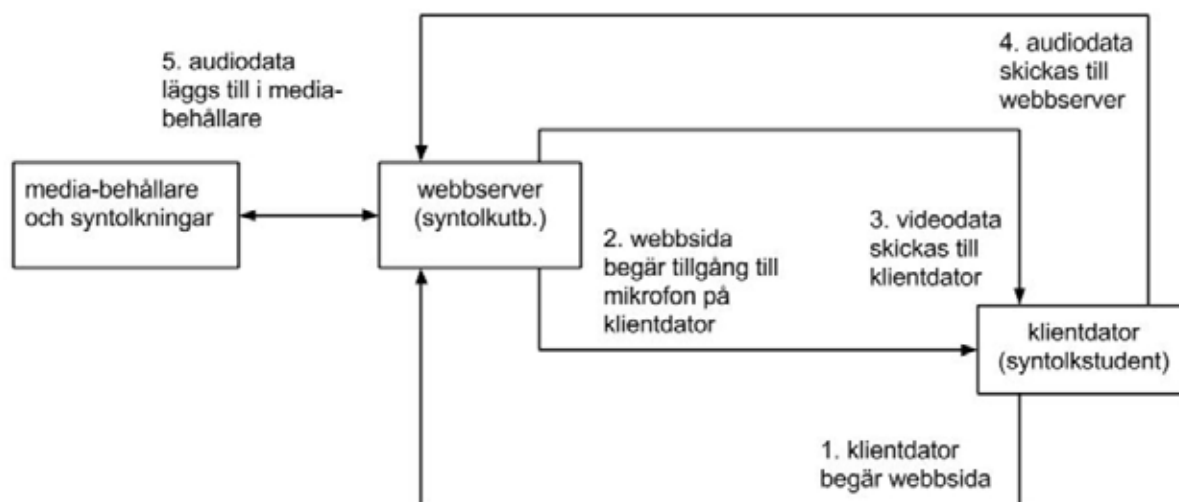 5. audiodata
läggs till i media-
behållare
4. audiodata
skickas till
webbserver
media-behållare
och syntolkningar
webbserver
(syntolkutb.)
2. webbsida
begär tillgång till
mikrofon på
klientdator
3. videodata
skickas till
klientdator
klientdator
(syntolkstudent)
1. klientdator
begär webbsida